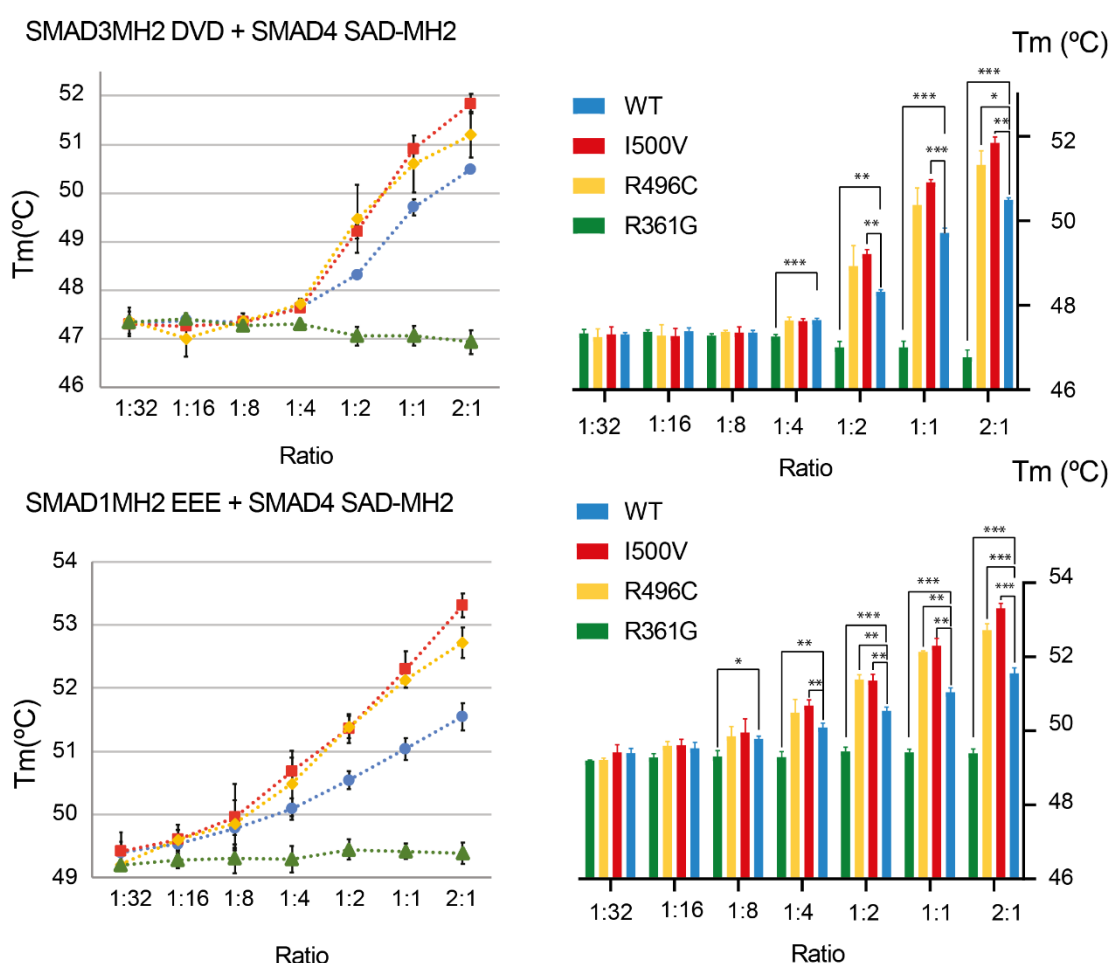 SMAD3MH2 DVD + SMAD4 SAD-MH2
Tm(ºC)
52
51
50
49
48
47
46
1:32 1:16 1:8 1:4 1:2 1:1 2:1
Ratio
Tm (ºC)
WT
I500V
R496C
R361G
***
**
**
***
***
***
*
**
52
50
48
46
1:32 1:16 1:8 1:4 1:2 1:1 2:1
Ratio
SMAD1MH2 EEE + SMAD4 SAD-MH2
Tm(ºC)
54
53
52
51
50
49
1:32 1:16 1:8 1:4 1:2 1:1 2:1
Ratio
Tm (ºC)
WT
I500V
R496C
R361G
*
**
**
***
**
**
***
**
**
***
***
***
54
52
50
48
46
1:32 1:16 1:8 1:4 1:2 1:1 2:1
Ratio